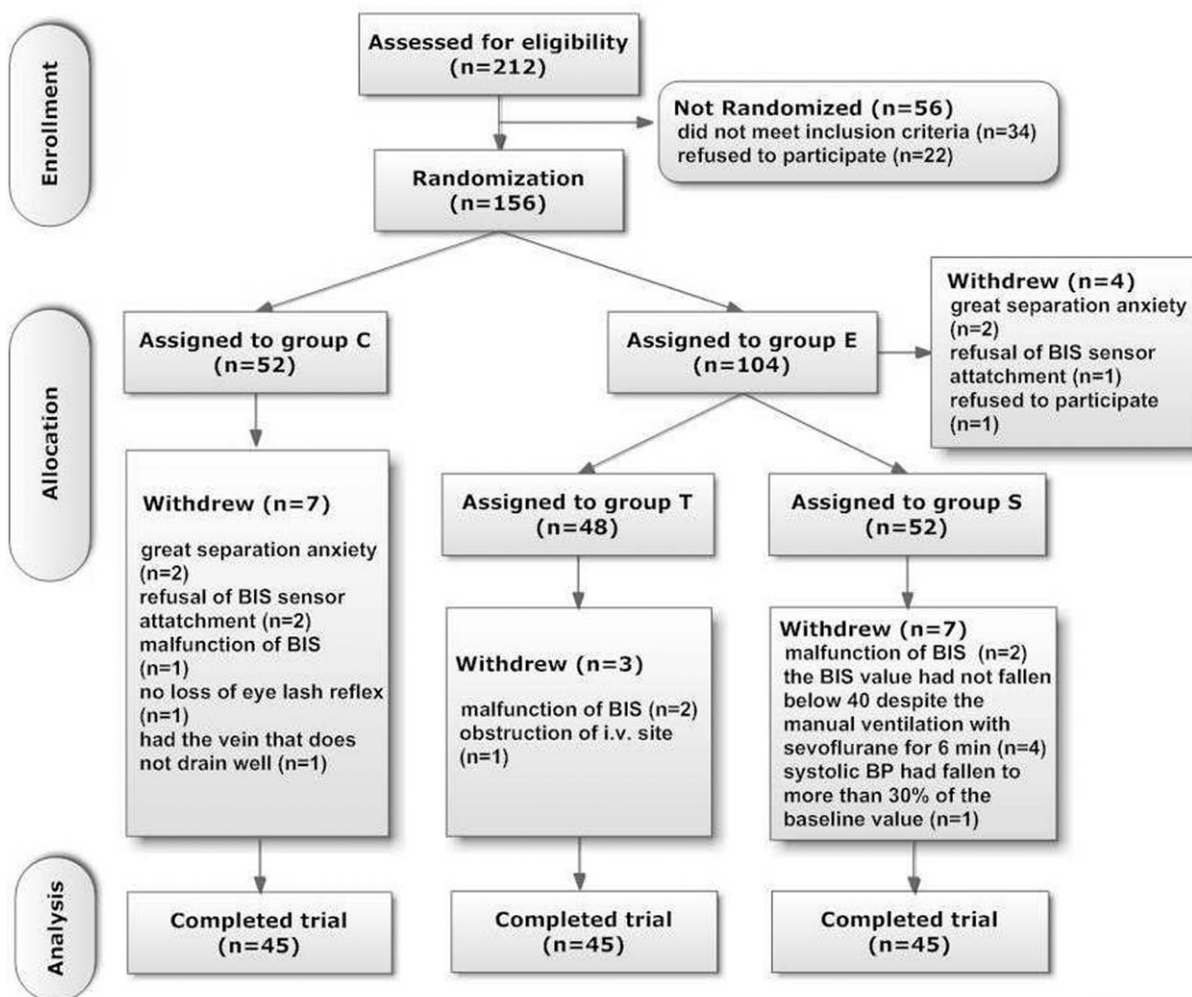 Enrollment
Assessed for eligibility
(n=212)
Not Randomized (n=56)
did not meet inclusion criteria (n=34)
refused to participate (n=22)
Randomization
(n=156)
Allocation
Assigned to group C
(n=52)
Assigned to group E
(n=104)
Withdrew (n=4)
great separation anxiety
(n=2)
refusal of BIS sensor
attatchment (n=1)
refused to participate
(n=1)
Withdrew (n=7)
great separation anxiety
(n=2)
refusal of BIS sensor
attatchment (n=2)
malfunction of BIS
(n=1)
no loss of eye lash reflex
(n=1)
had the vein that does
not drain well (n=1)
Assigned to group T
(n=48)
Assigned to group S
(n=52)
Withdrew (n=3)
malfunction of BIS (n=2)
obstruction of i.v. site
(n=1)
Withdrew (n=7)
malfunction of BIS (n=2)
the BIS value had not fallen
below 40 despite the
manual ventilation with
sevoflurane for 6 min (n=4)
systolic BP had fallen to
more than 30% of the
baseline value (n=1)
Analysis
Completed trial
(n=45)
Completed trial
(n=45)
Completed trial
(n=45)